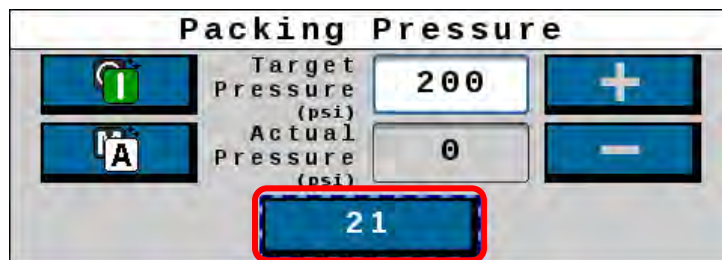 Packing Pressure
Target
Pressure
(psi)
200
+
I
Actual
Pressure
(psi)
0
−
A
21